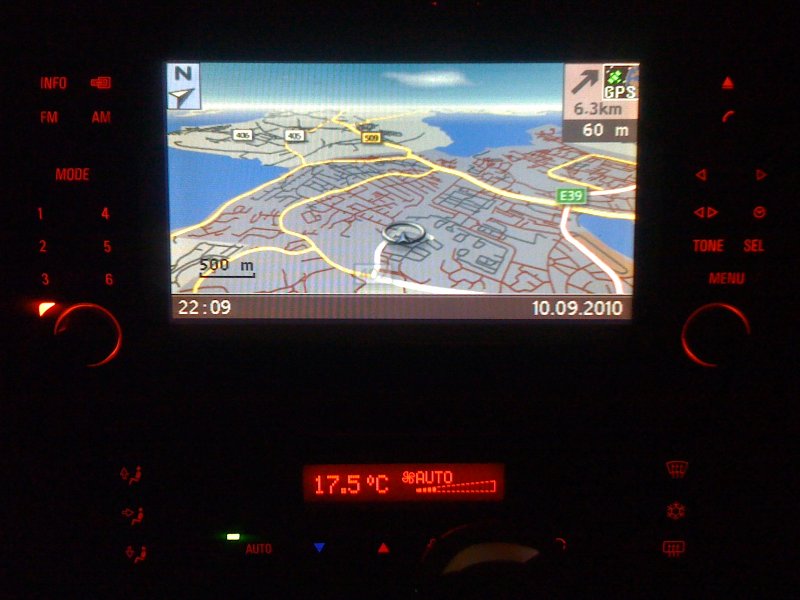 N
GPS
6.3km
60 m
406
405
509
E39
500 m
22:09
10.09.2010
INFO
FM AM
MODE
1 4
2 5
3 6
TONE SEL
MENU
17.5 °C AUTO
AUTO